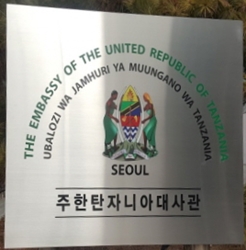 THE EMBASSY OF THE UNITED REPUBLIC OF TANZANIA
UBALOZI WA JAMHURI YA MUUNGANO WA TANZANIA
SEOUL
주한탄자니아대사관